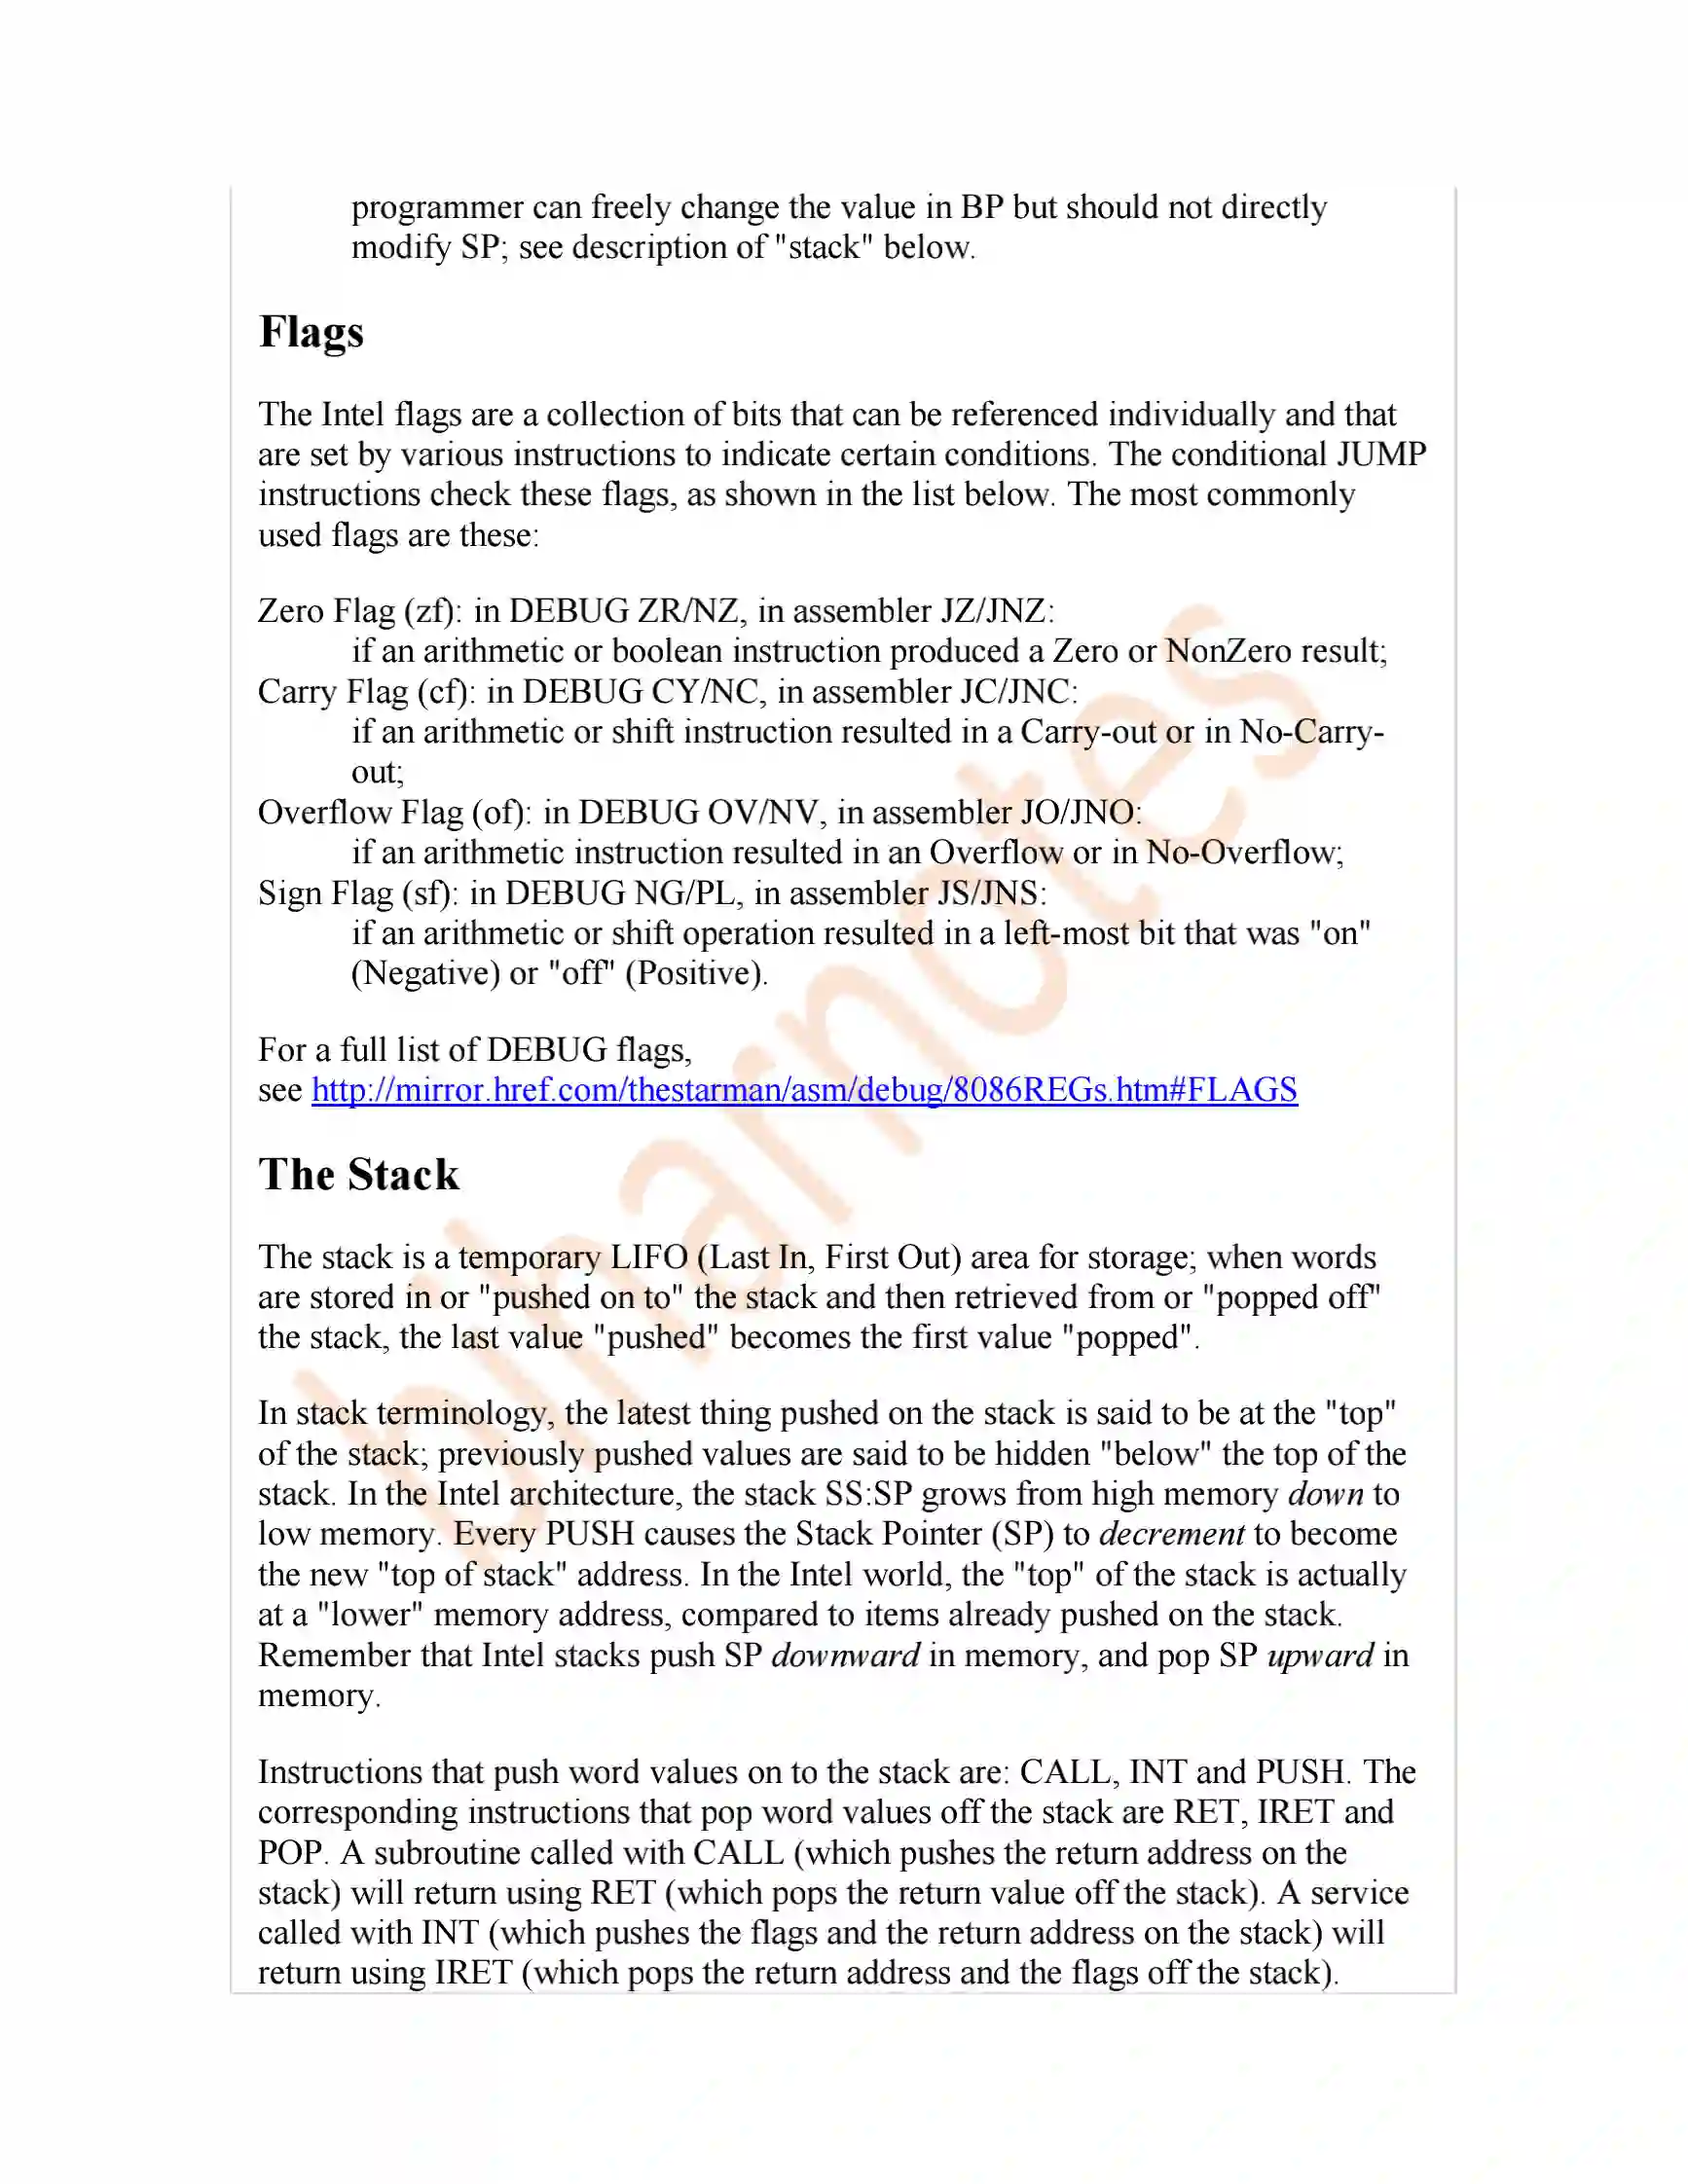 programmer can freely change the value in BP but should not directly
modify SP; see description of "stack" below.
Flags
The Intel flags are a collection of bits that can be referenced individually and that
are set by various instructions to indicate certain conditions. The conditional JUMP
instructions check these flags, as shown in the list below. The most commonly
used flags are these:
Zero Flag (zf): in DEBUG ZR/NZ, in assembler JZ/JNZ:
if an arithmetic or boolean instruction produced a Zero or NonZero result;
Carry Flag (cf): in DEBUG CY/NC, in assembler JC/JNC:
if an arithmetic or shift instruction resulted in a Carry-out or in No-Carry-
out;
Overflow Flag (of): in DEBUG OV/NV, in assembler JO/JNO:
if an arithmetic instruction resulted in an Overflow or in No-Overflow;
Sign Flag (sf): in DEBUG NG/PL, in assembler JS/JNS:
if an arithmetic or shift operation resulted in a left-most bit that was "on"
(Negative) or "off" (Positive).
For a full list of DEBUG flags,
see http://mirror.href.com/thestarman/asm/debug/8086REGs.htm#FLAGS
The Stack
The stack is a temporary LIFO (Last In, First Out) area for storage; when words
are stored in or "pushed on to" the stack and then retrieved from or "popped off"
the stack, the last value "pushed" becomes the first value "popped".
In stack terminology, the latest thing pushed on the stack is said to be at the "top"
of the stack; previously pushed values are said to be hidden "below" the top of the
stack. In the Intel architecture, the stack SS:SP grows from high memory down to
low memory. Every PUSH causes the Stack Pointer (SP) to decrement to become
the new "top of stack" address. In the Intel world, the "top" of the stack is actually
at a "lower" memory address, compared to items already pushed on the stack.
Remember that Intel stacks push SP downward in memory, and pop SP upward in
memory.
Instructions that push word values on to the stack are: CALL, INT and PUSH. The
corresponding instructions that pop word values off the stack are RET, IRET and
POP. A subroutine called with CALL (which pushes the return address on the
stack) will return using RET (which pops the return value off the stack). A service
called with INT (which pushes the flags and the return address on the stack) will
return using IRET (which pops the return address and the flags off the stack).
biharnotes